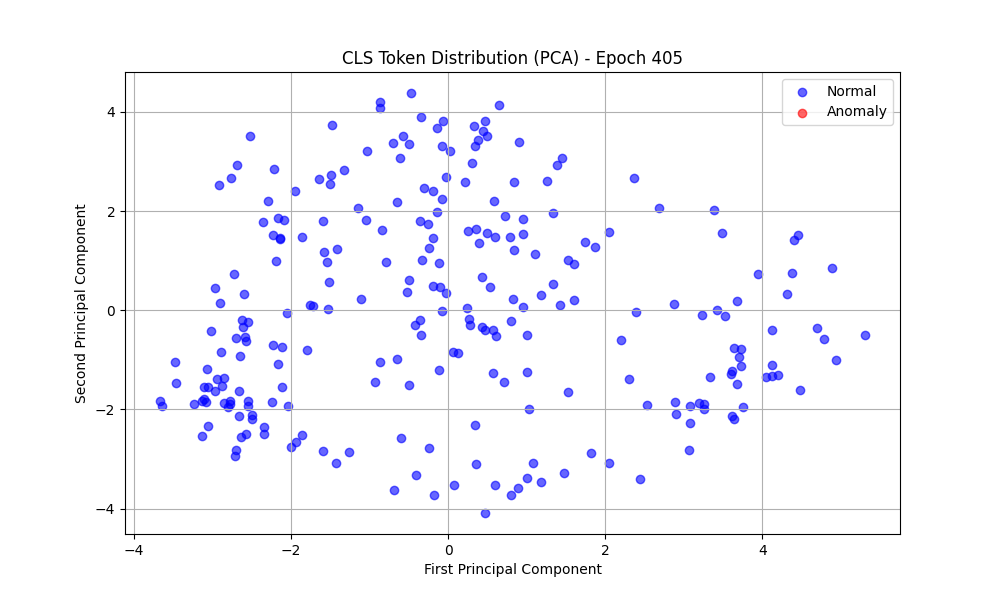 CLS Token Distribution (PCA) - Epoch 405
Normal
Anomaly
Second Principal Component
4
2
0
−2
−4
−4
−2
0
2
4
First Principal Component